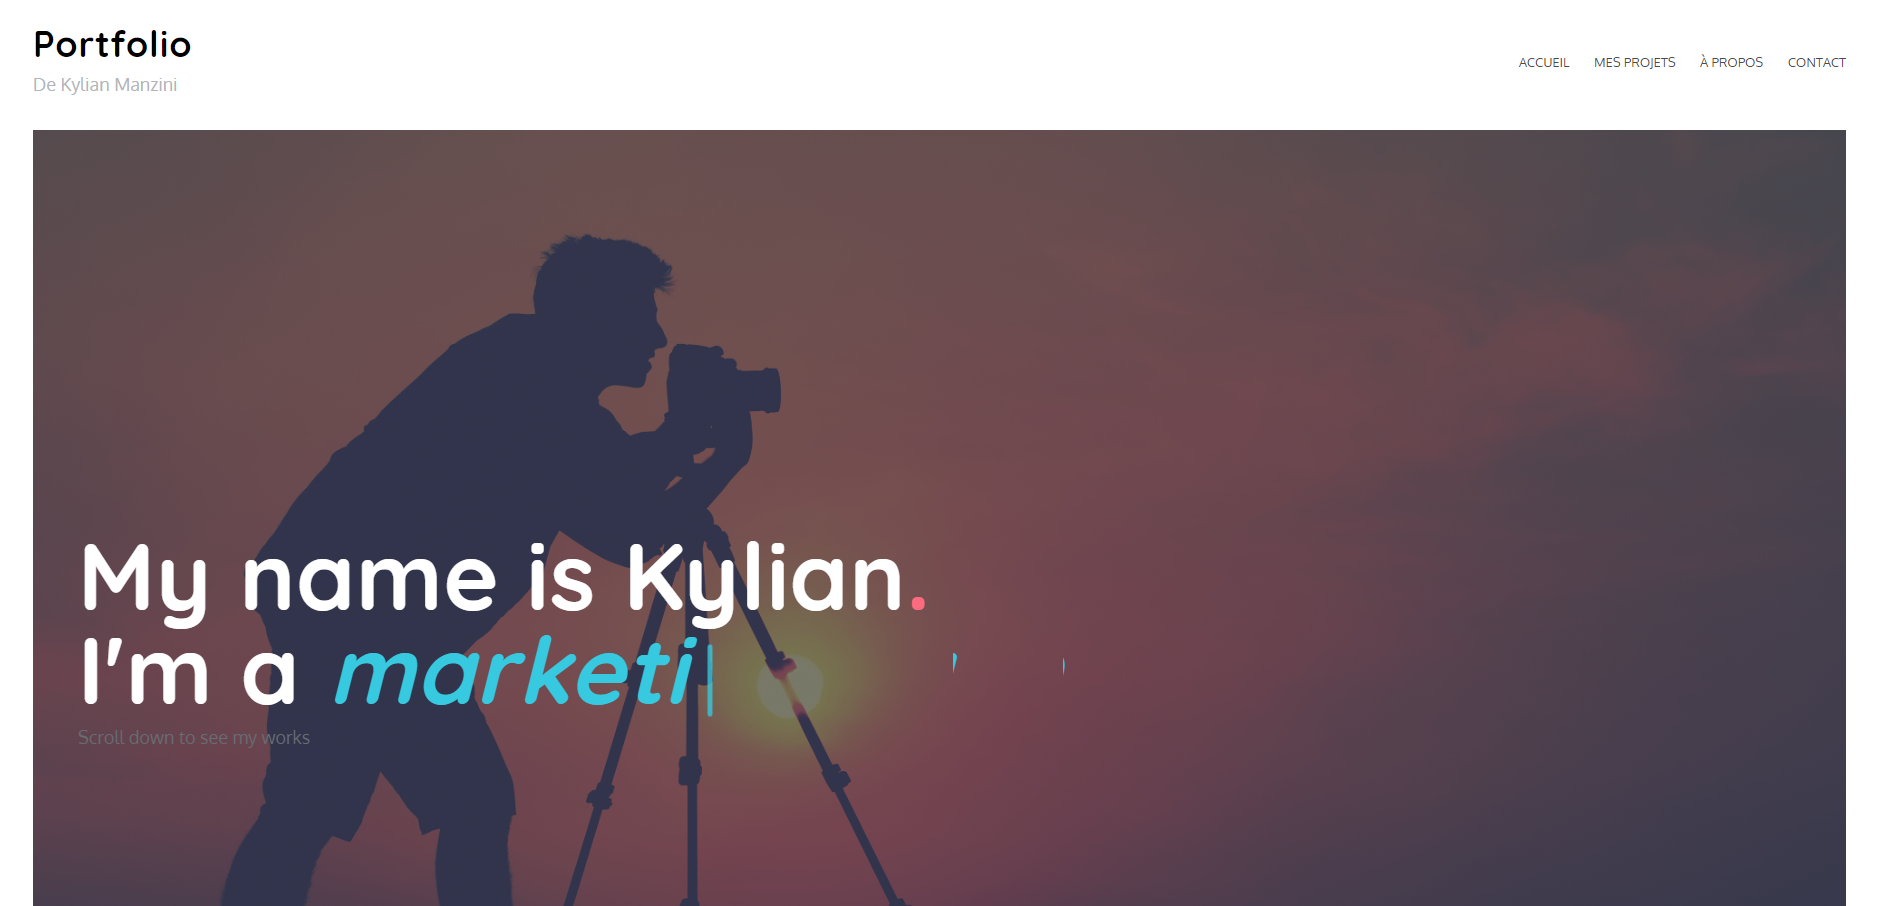 Portfolio
De Kylian Manzini
ACCUEIL MES PROJETS À PROPOS CONTACT
My name is Kylian.
I'm a marketi
Scroll down to see my works